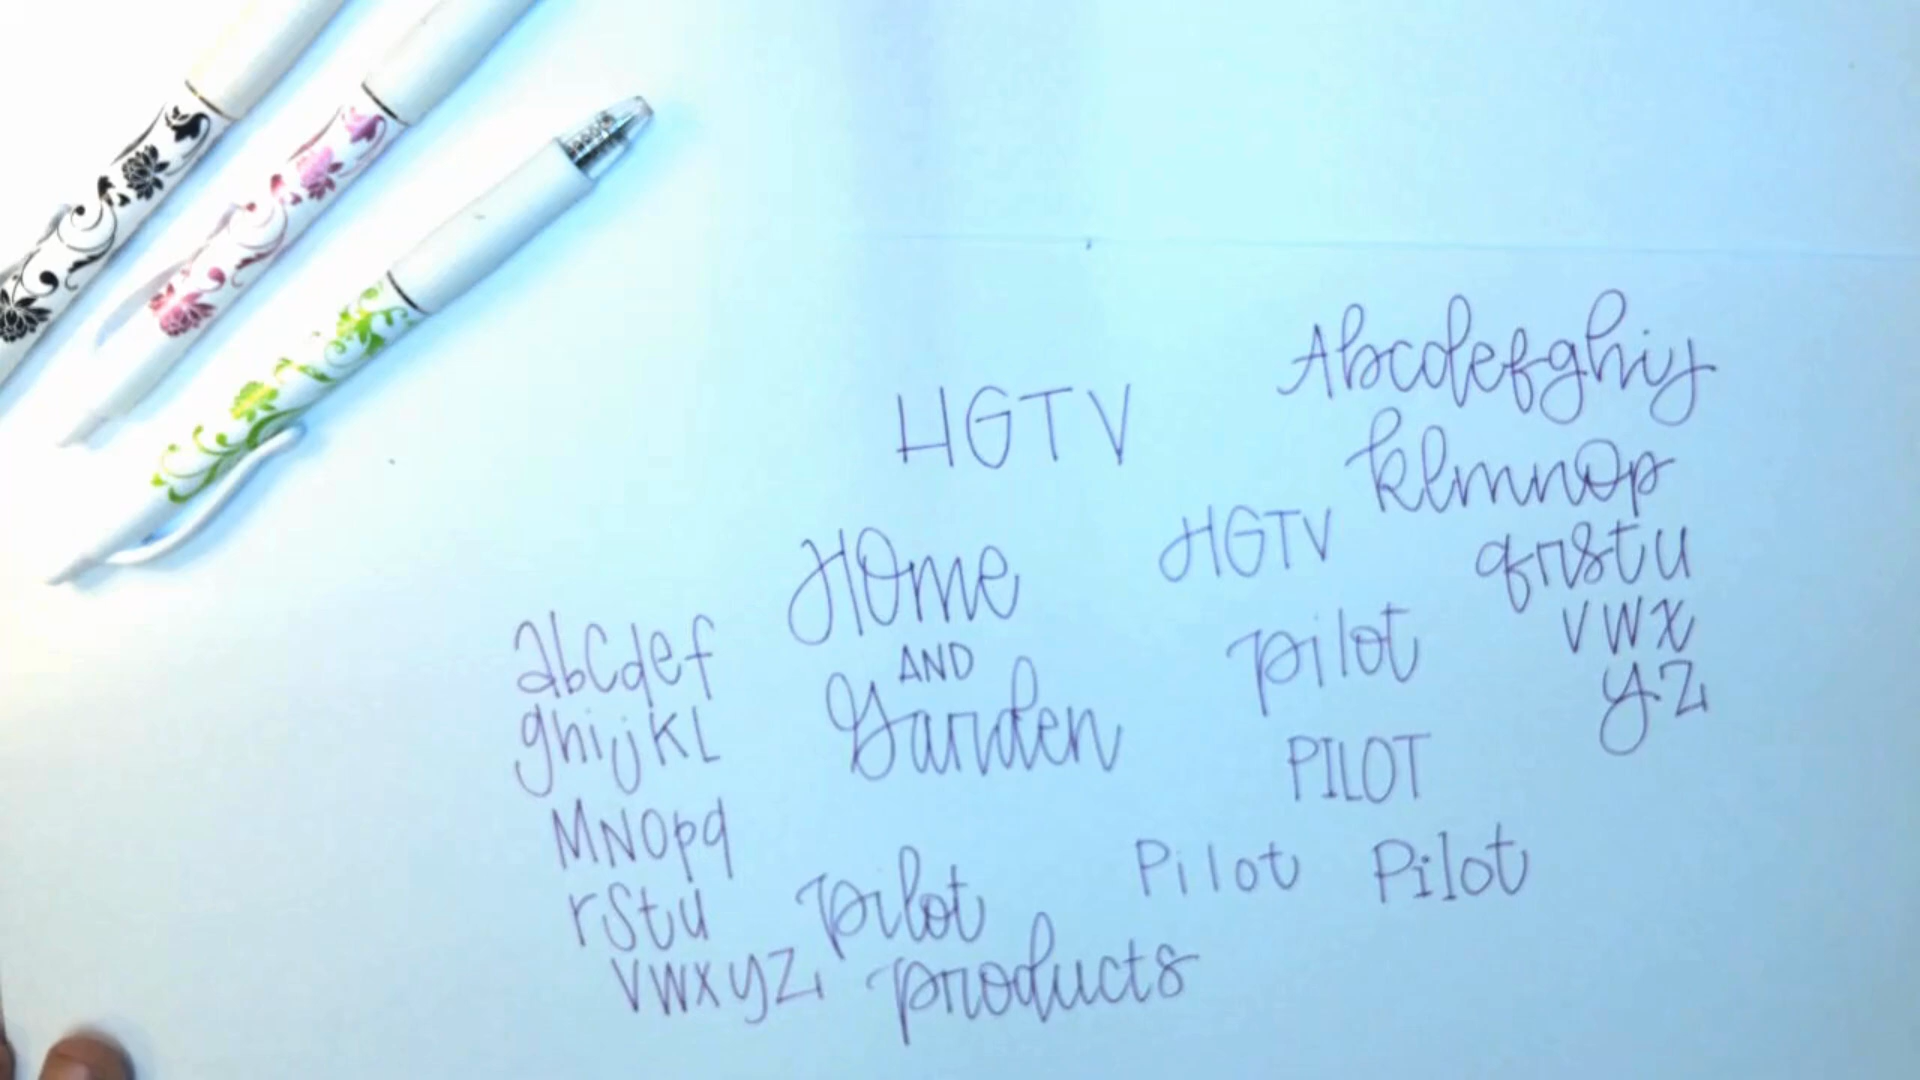 HGTV
Abcdefghij
klmnop
qrstu
vwx
yz
HOme
AND
Garden
HGTV
pilot
PILOT
Pilot Pilot
abCdef
ghijKL
MNOpq
rStu
VWXyZ
pilot
products